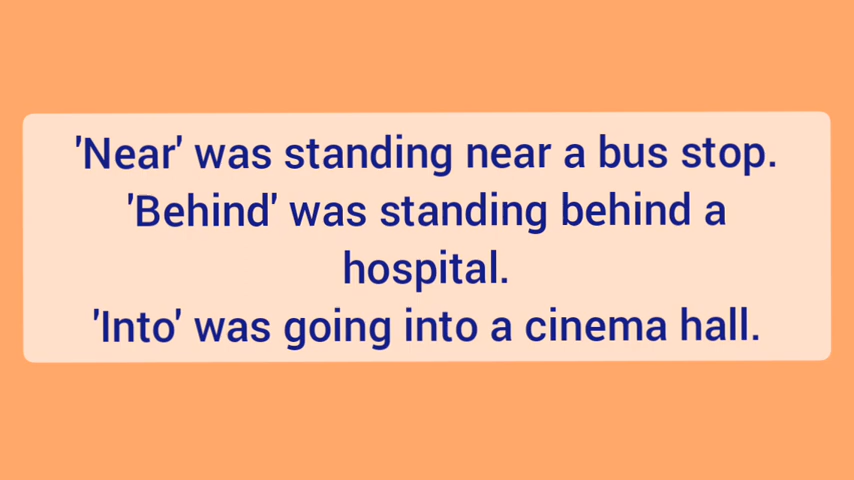 'Near' was standing near a bus stop.
'Behind' was standing behind a
hospital.
'Into' was going into a cinema hall.